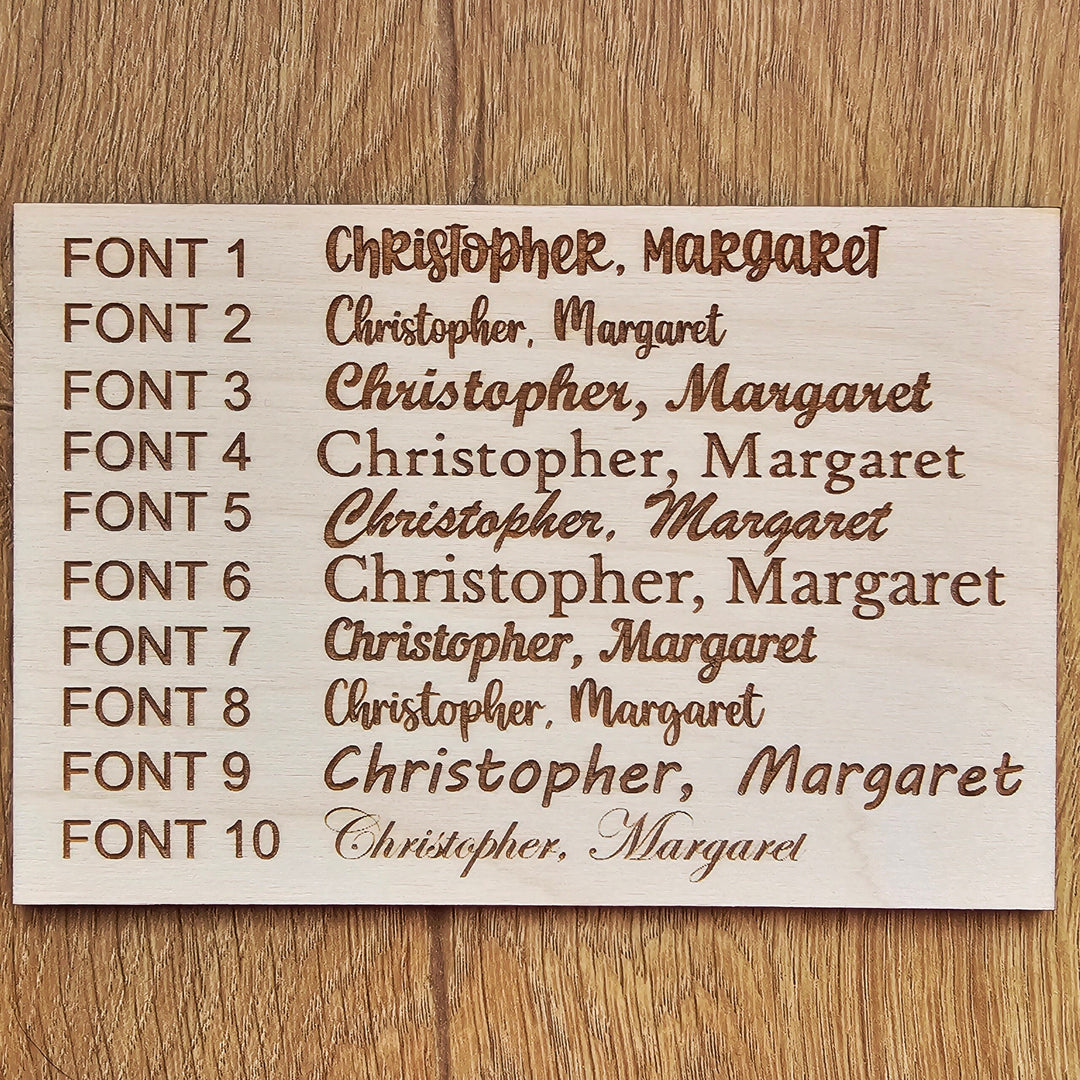 FONT 1 Christopher, Margaret
FONT 2 Christopher, Margaret
FONT 3 Christopher, Margaret
FONT 4 Christopher, Margaret
FONT 5 Christopher, Margaret
FONT 6 Christopher, Margaret
FONT 7 Christopher, Margaret
FONT 8 Christopher, Margaret
FONT 9 Christopher, Margaret
FONT 10 Christopher, Margaret